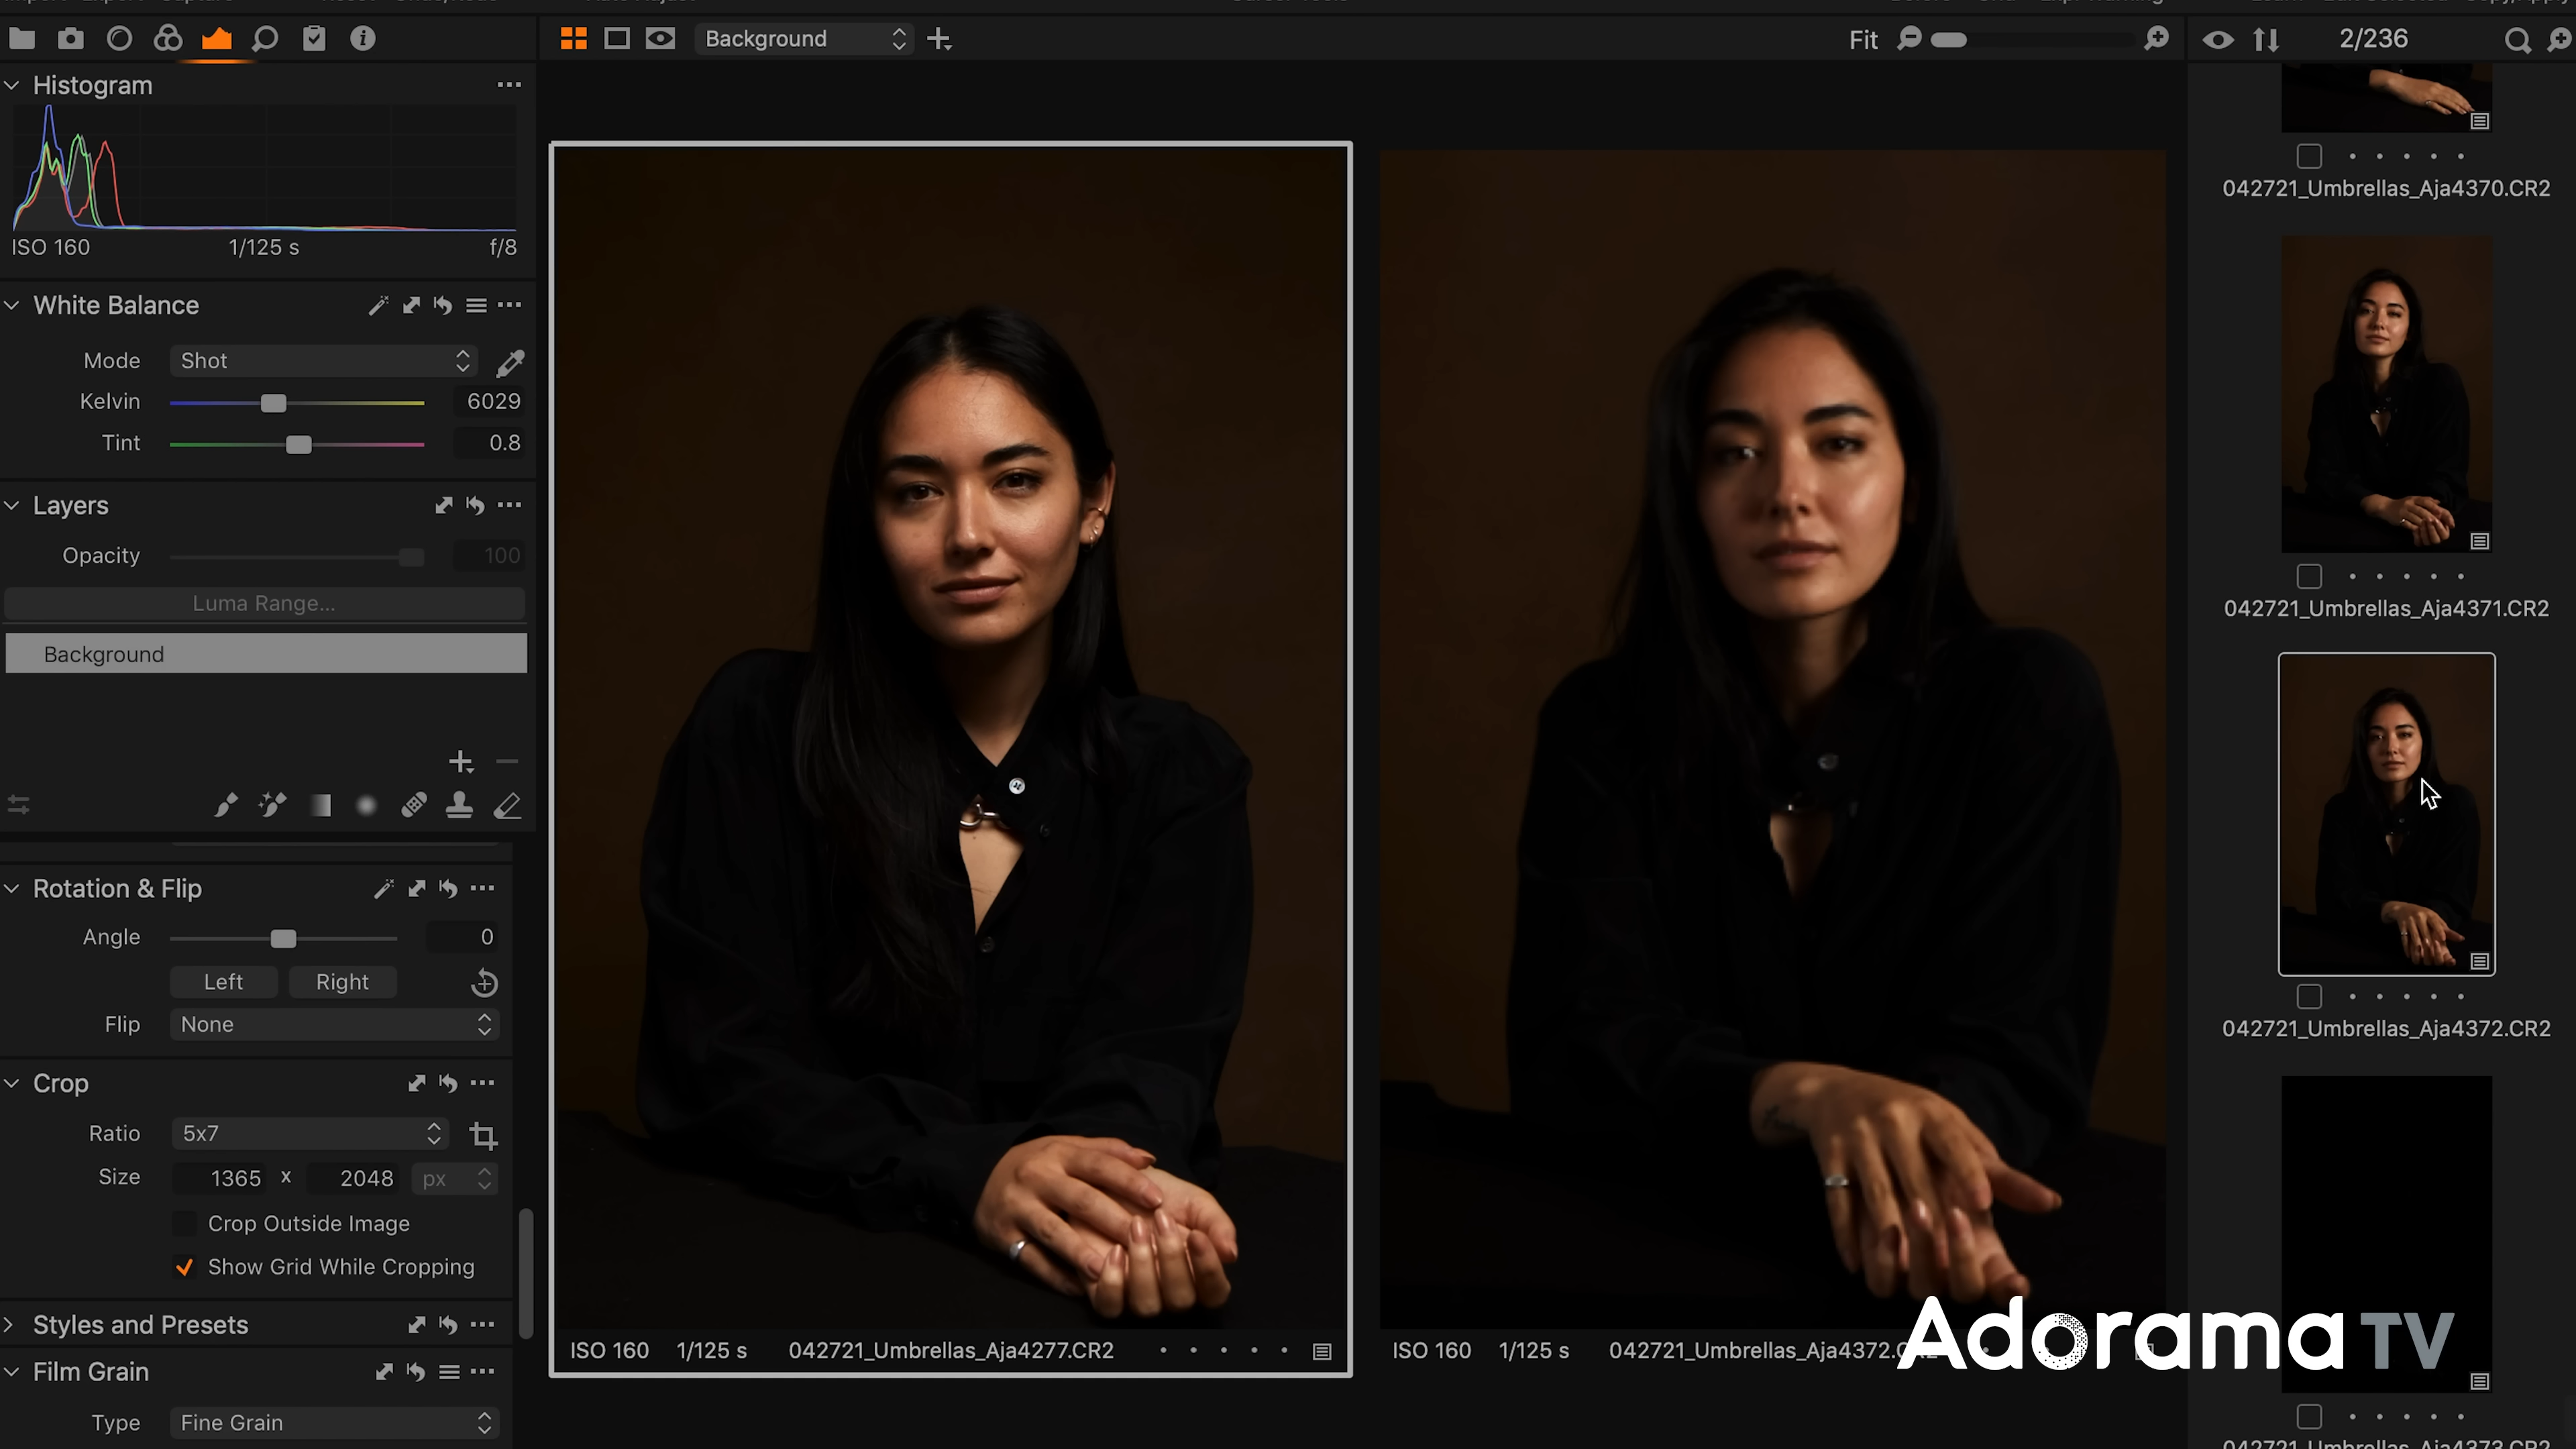 Background
Fit
2/236
Histogram
ISO 160 1/125 s f/8
White Balance
Mode Shot
Kelvin 6029
Tint 0.8
Layers
Opacity 100
Luma Range...
Background
Rotation & Flip
Angle 0
Left Right
Flip None
Crop
Ratio 5x7
Size 1365 x 2048 px
Crop Outside Image
Show Grid While Cropping
Styles and Presets
Film Grain
Type Fine Grain
ISO 160 1/125 s 042721_Umbrellas_Aja4277.CR2
ISO 160 1/125 s 042721_Umbrellas_Aja4372.CR2
042721_Umbrellas_Aja4370.CR2
042721_Umbrellas_Aja4371.CR2
042721_Umbrellas_Aja4372.CR2
Adorama TV